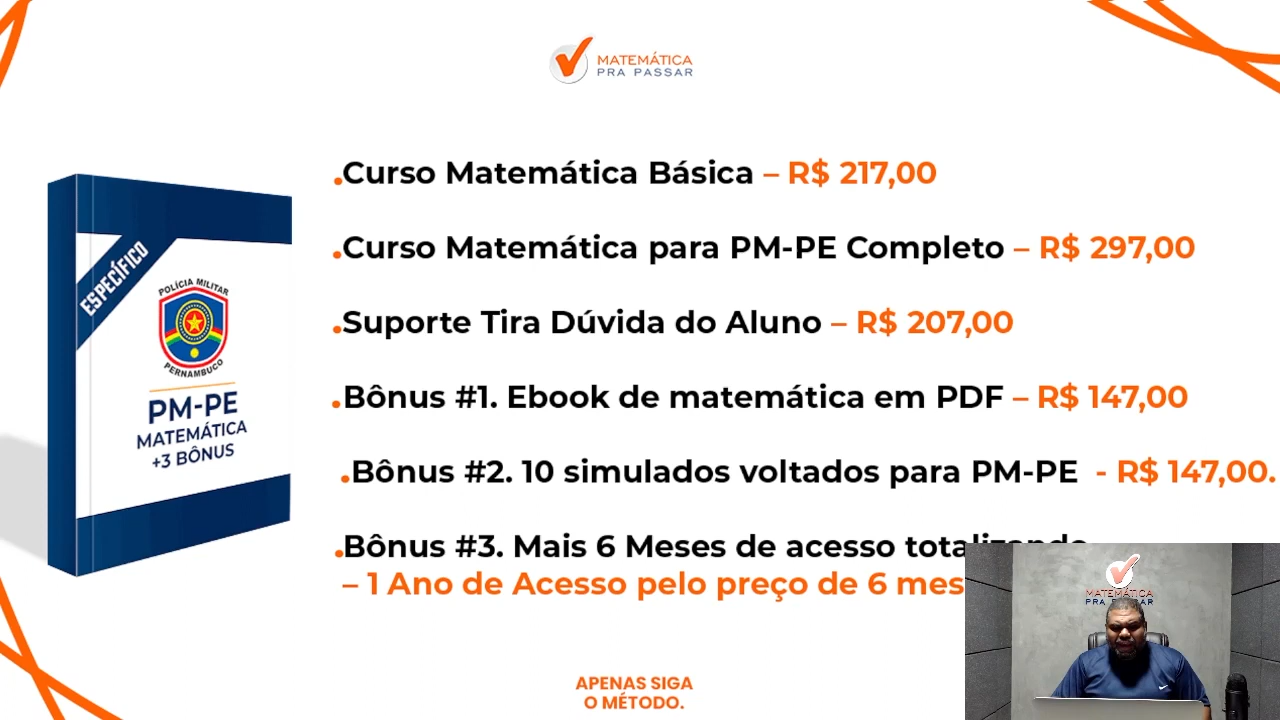 MATEMÁTICA
PRA PASSAR
.Curso Matemática Básica – R$ 217,00
.Curso Matemática para PM-PE Completo – R$ 297,00
.Suporte Tira Dúvida do Aluno – R$ 207,00
.Bônus #1. Ebook de matemática em PDF – R$ 147,00
.Bônus #2. 10 simulados voltados para PM-PE - R$ 147,00.
.Bônus #3. Mais 6 Meses de acesso totalizando
– 1 Ano de Acesso pelo preço de 6 mes
ESPECÍFICO
POLÍCIA MILITAR
PERNAMBUCO
PM-PE
MATEMÁTICA
+3 BÔNUS
MATEMÁTICA
PRA PASSAR
APENAS SIGA
O MÉTODO.